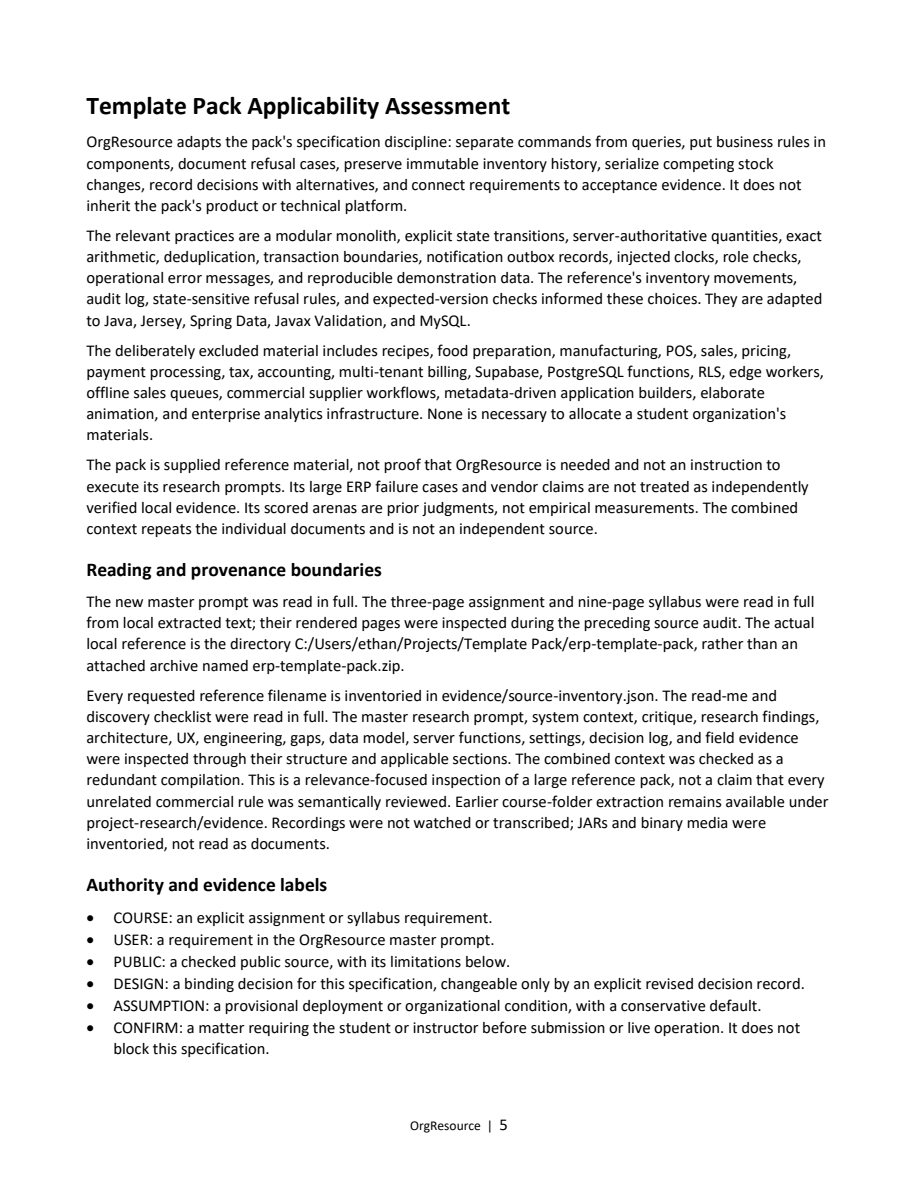 Template Pack Applicability Assessment
OrgResource adapts the pack's specification discipline: separate commands from queries, put business rules in
components, document refusal cases, preserve immutable inventory history, serialize competing stock
changes, record decisions with alternatives, and connect requirements to acceptance evidence. It does not
inherit the pack's product or technical platform.
The relevant practices are a modular monolith, explicit state transitions, server-authoritative quantities, exact
arithmetic, deduplication, transaction boundaries, notification outbox records, injected clocks, role checks,
operational error messages, and reproducible demonstration data. The reference's inventory movements,
audit log, state-sensitive refusal rules, and expected-version checks informed these choices. They are adapted
to Java, Jersey, Spring Data, Javax Validation, and MySQL.
The deliberately excluded material includes recipes, food preparation, manufacturing, POS, sales, pricing,
payment processing, tax, accounting, multi-tenant billing, Supabase, PostgreSQL functions, RLS, edge workers,
offline sales queues, commercial supplier workflows, metadata-driven application builders, elaborate
animation, and enterprise analytics infrastructure. None is necessary to allocate a student organization's
materials.
The pack is supplied reference material, not proof that OrgResource is needed and not an instruction to
execute its research prompts. Its large ERP failure cases and vendor claims are not treated as independently
verified local evidence. Its scored arenas are prior judgments, not empirical measurements. The combined
context repeats the individual documents and is not an independent source.
Reading and provenance boundaries
The new master prompt was read in full. The three-page assignment and nine-page syllabus were read in full
from local extracted text; their rendered pages were inspected during the preceding source audit. The actual
local reference is the directory C:/Users/ethan/Projects/Template Pack/erp-template-pack, rather than an
attached archive named erp-template-pack.zip.
Every requested reference filename is inventoried in evidence/source-inventory.json. The read-me and
discovery checklist were read in full. The master research prompt, system context, critique, research findings,
architecture, UX, engineering, gaps, data model, server functions, settings, decision log, and field evidence
were inspected through their structure and applicable sections. The combined context was checked as a
redundant compilation. This is a relevance-focused inspection of a large reference pack, not a claim that every
unrelated commercial rule was semantically reviewed. Earlier course-folder extraction remains available under
project-research/evidence. Recordings were not watched or transcribed; JARs and binary media were
inventoried, not read as documents.
Authority and evidence labels
• COURSE: an explicit assignment or syllabus requirement.
• USER: a requirement in the OrgResource master prompt.
• PUBLIC: a checked public source, with its limitations below.
• DESIGN: a binding decision for this specification, changeable only by an explicit revised decision record.
• ASSUMPTION: a provisional deployment or organizational condition, with a conservative default.
• CONFIRM: a matter requiring the student or instructor before submission or live operation. It does not
block this specification.
OrgResource | 5